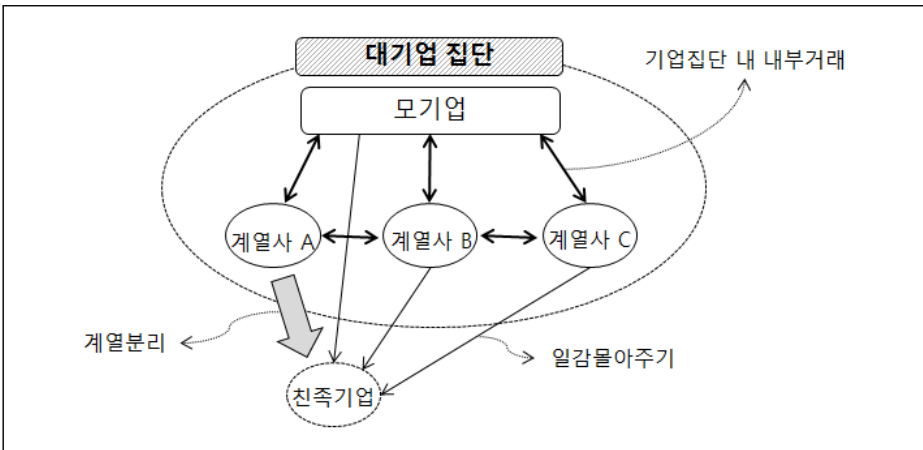 대기업 집단
기업집단 내 내부거래
모기업
계열사 A
계열사 B
계열사 C
계열분리
일감몰아주기
친족기업